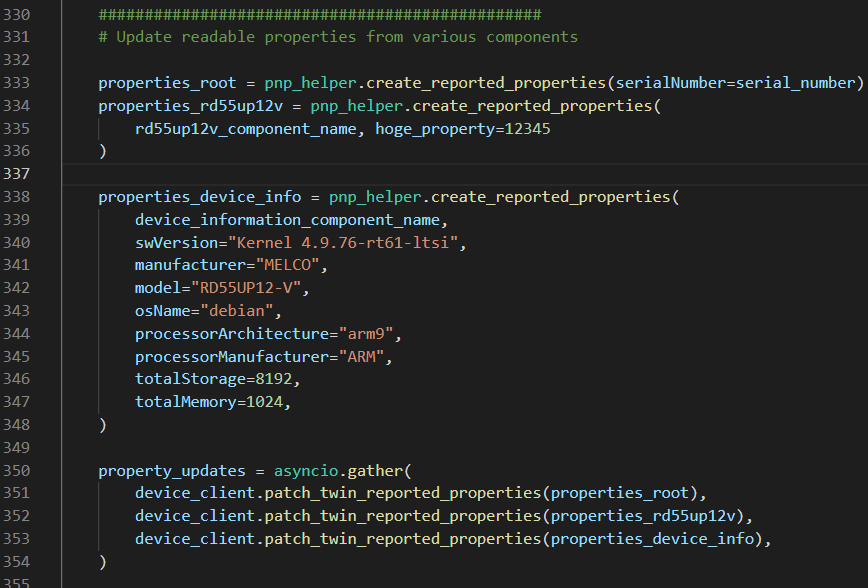 330 ################################################
331 # Update readable properties from various components
332
333 properties_root = pnp_helper.create_reported_properties(serialNumber=serial_number)
334 properties_rd55up12v = pnp_helper.create_reported_properties(
335     rd55up12v_component_name, hoge_property=12345
336 )
337
338 properties_device_info = pnp_helper.create_reported_properties(
339     device_information_component_name,
340     swVersion="Kernel 4.9.76-rt61-ltsi",
341     manufacturer="MELCO",
342     model="RD55UP12-V",
343     osName="debian",
344     processorArchitecture="arm9",
345     processorManufacturer="ARM",
346     totalStorage=8192,
347     totalMemory=1024,
348 )
349
350 property_updates = asyncio.gather(
351     device_client.patch_twin_reported_properties(properties_root),
352     device_client.patch_twin_reported_properties(properties_rd55up12v),
353     device_client.patch_twin_reported_properties(properties_device_info),
354 )
355